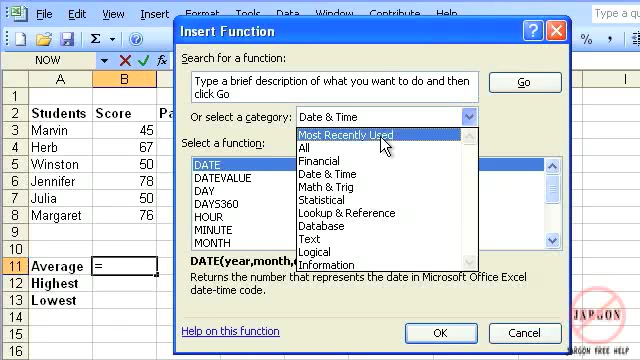 Edit View Insert Format Tools Data Window Community Help
Type a qu
NOW
fx
A B I
1
2 Students Score Pa
3 Marvin 45
4 Herb 67
5 Winston 50
6 Jennifer 78
7 Julia 50
8 Margaret 76
9
10
11 Average =
12 Highest
13 Lowest
14
15
16
Insert Function
Search for a function:
Type a brief description of what you want to do and then
click Go
Go
Or select a category: Date & Time
Most Recently Used
All
Financial
Date & Time
Math & Trig
Statistical
Lookup & Reference
Database
Text
Logical
Information
Select a function:
DATE
DATEVALUE
DAY
DAYS360
HOUR
MINUTE
MONTH
DATE(year,month,
Returns the number that represents the date in Microsoft Office Excel
date-time code.
Help on this function
OK Cancel
JARGON
JARGON FREE HELP